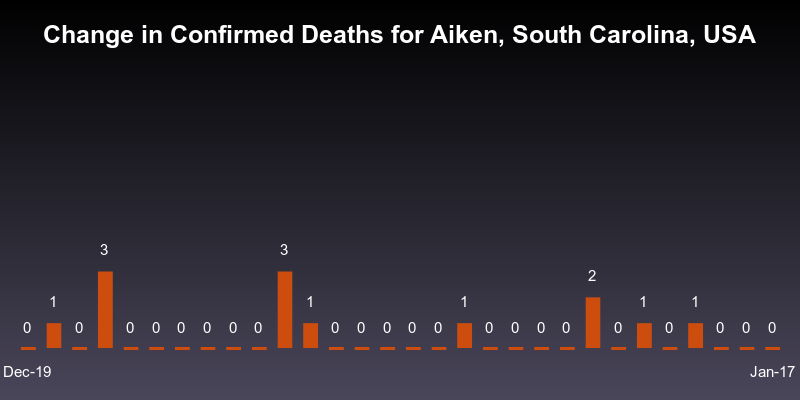 Change in Confirmed Deaths for Aiken, South Carolina, USA
3 3
2
1 1 1 1 1
0 0 0 0 0 0 0 0 0 0 0 0 0 0 0 0 0 0 0 0 0 0
Dec-19 Jan-17